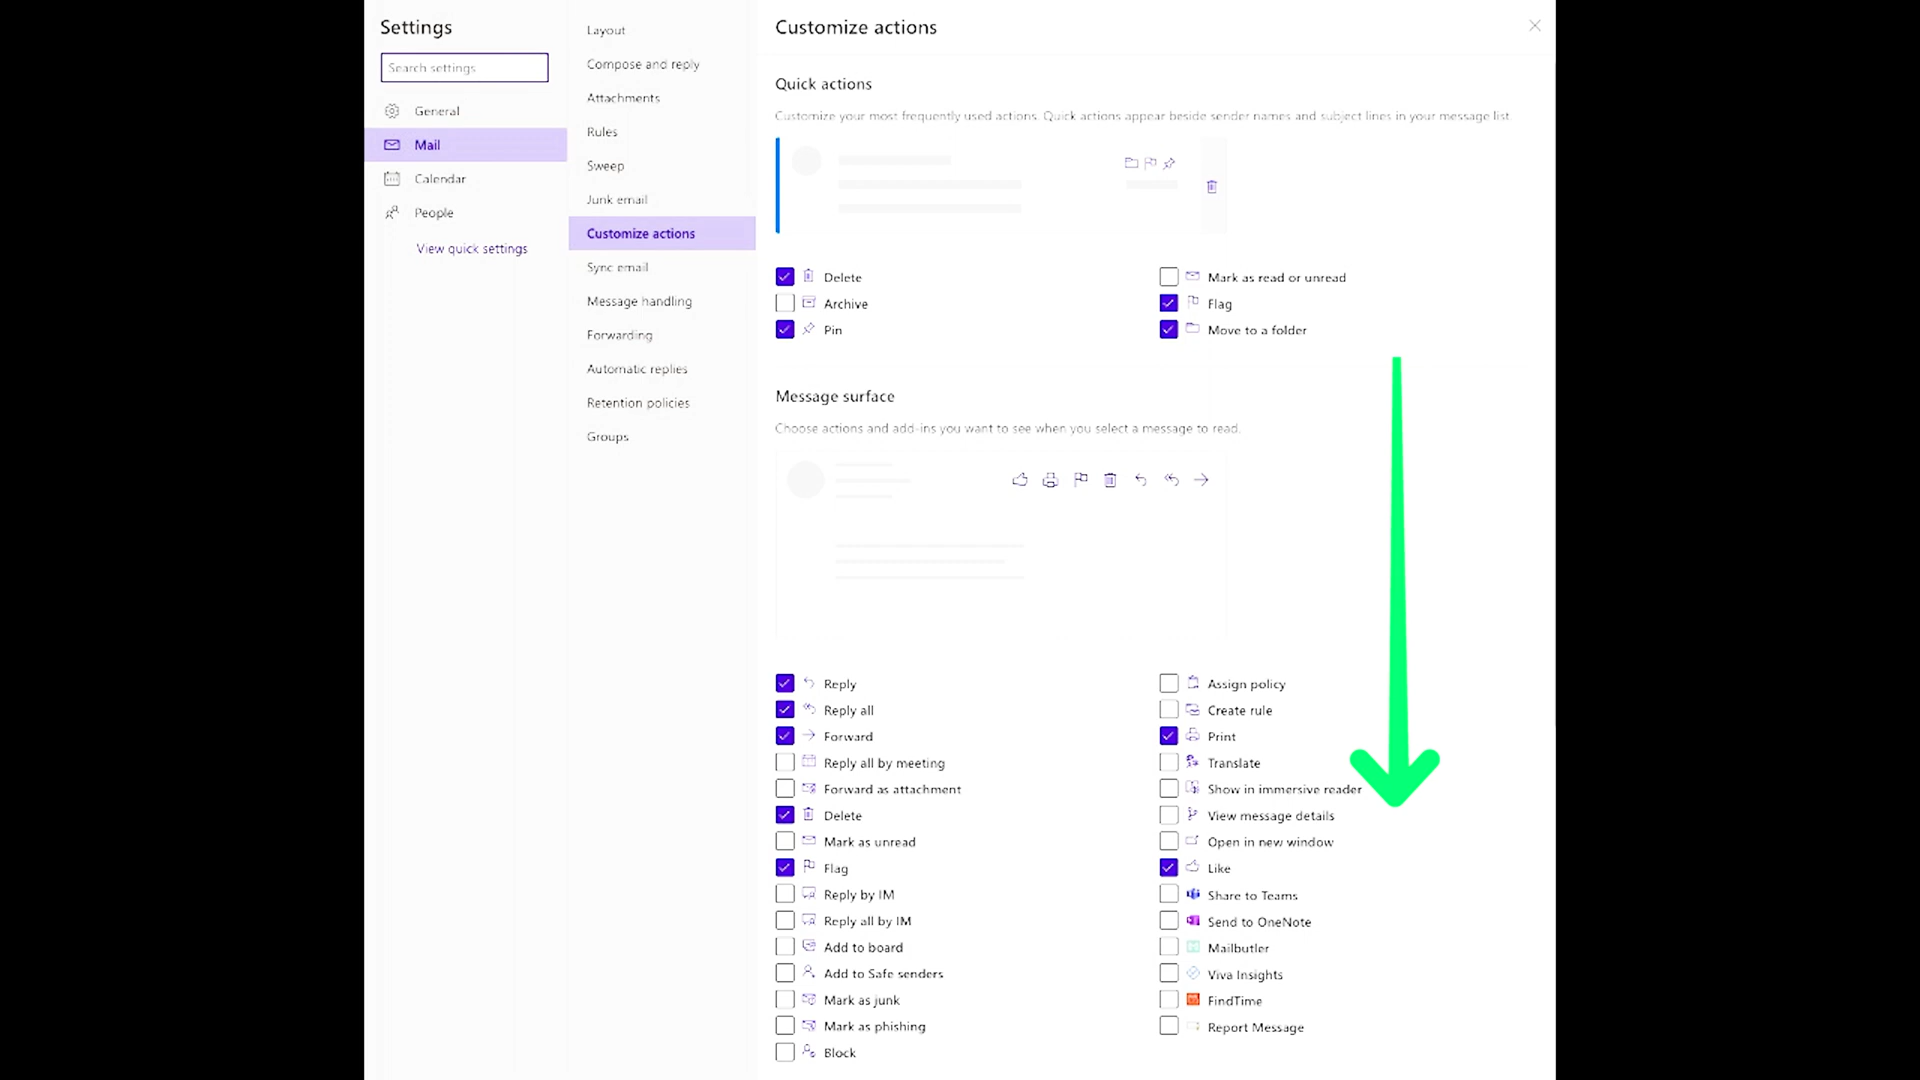 Settings
Search settings
General
Mail
Calendar
People
View quick settings
Layout
Compose and reply
Attachments
Rules
Sweep
Junk email
Customize actions
Sync email
Message handling
Forwarding
Automatic replies
Retention policies
Groups
Customize actions
Quick actions
Customize your most frequently used actions. Quick actions appear beside sender names and subject lines in your message list.
Delete
Archive
Pin
Mark as read or unread
Flag
Move to a folder
Message surface
Choose actions and add-ins you want to see when you select a message to read.
Reply
Reply all
Forward
Reply all by meeting
Forward as attachment
Delete
Mark as unread
Flag
Reply by IM
Reply all by IM
Add to board
Add to Safe senders
Mark as junk
Mark as phishing
Block
Assign policy
Create rule
Print
Translate
Show in immersive reader
View message details
Open in new window
Like
Share to Teams
Send to OneNote
Mailbutler
Viva Insights
FindTime
Report Message